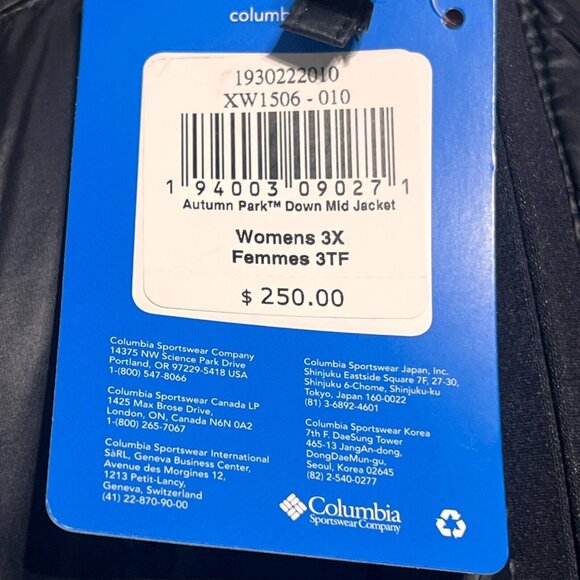 columb
1930222010
XW1506 - 010
1 94003 09027 1
Autumn Park™ Down Mid Jacket
Womens 3X
Femmes 3TF
$ 250.00
Columbia Sportswear Company
14375 NW Science Park Drive
Portland, OR 97229-5418 USA
1-(800) 547-8066
Columbia Sportswear Canada LP
1425 Max Brose Drive,
London, ON, Canada N6N 0A2
1-(800) 265-7067
Columbia Sportswear International
SàRL, Geneva Business Center,
Avenue des Morgines 12,
1213 Petit-Lancy,
Geneva, Switzerland
(41) 22-870-90-00
Columbia Sportswear Japan, Inc.
Shinjuku Eastside Square 7F, 27-30,
Shinjuku 6-Chome, Shinjuku-ku
Tokyo, Japan 160-0022
(81) 3-6892-4601
Columbia Sportswear Korea
7th F. DaeSung Tower
465-13 JangAn-dong,
DongDaeMun-gu,
Seoul, Korea 02645
(82) 2-540-0277
Columbia
Sportswear Company